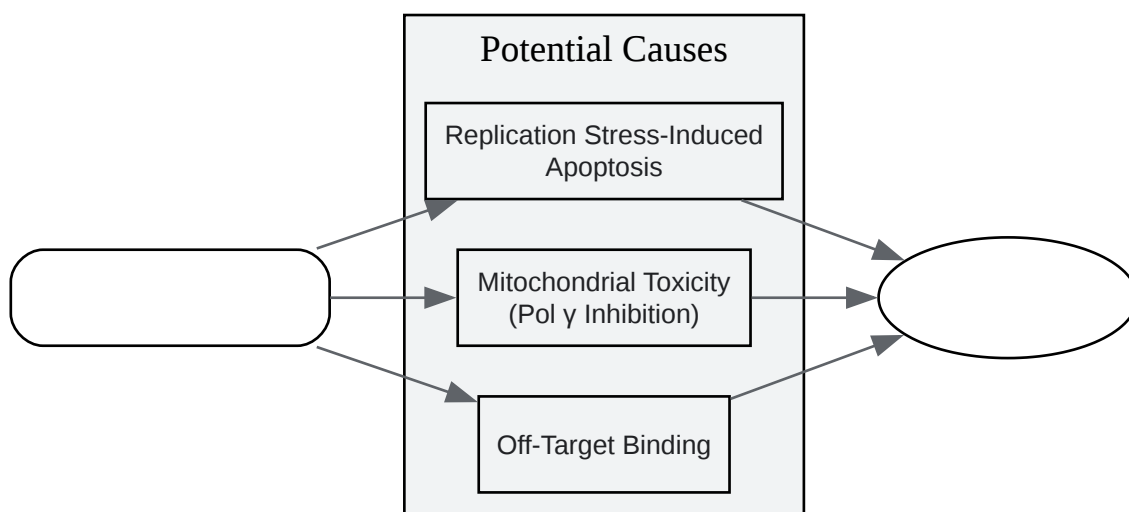 Potential Causes
Replication Stress-Induced
Apoptosis
Mitochondrial Toxicity
(Pol γ Inhibition)
Off-Target Binding